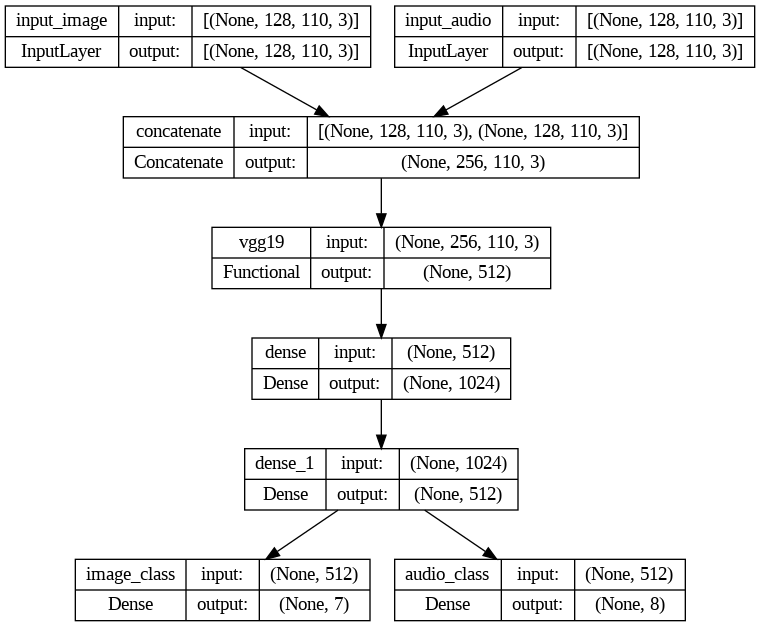 input_image input: [(None, 128, 110, 3)]
InputLayer output: [(None, 128, 110, 3)]
input_audio input: [(None, 128, 110, 3)]
InputLayer output: [(None, 128, 110, 3)]
concatenate input: [(None, 128, 110, 3), (None, 128, 110, 3)]
Concatenate output: (None, 256, 110, 3)
vgg19 input: (None, 256, 110, 3)
Functional output: (None, 512)
dense input: (None, 512)
Dense output: (None, 1024)
dense_1 input: (None, 1024)
Dense output: (None, 512)
image_class input: (None, 512)
Dense output: (None, 7)
audio_class input: (None, 512)
Dense output: (None, 8)